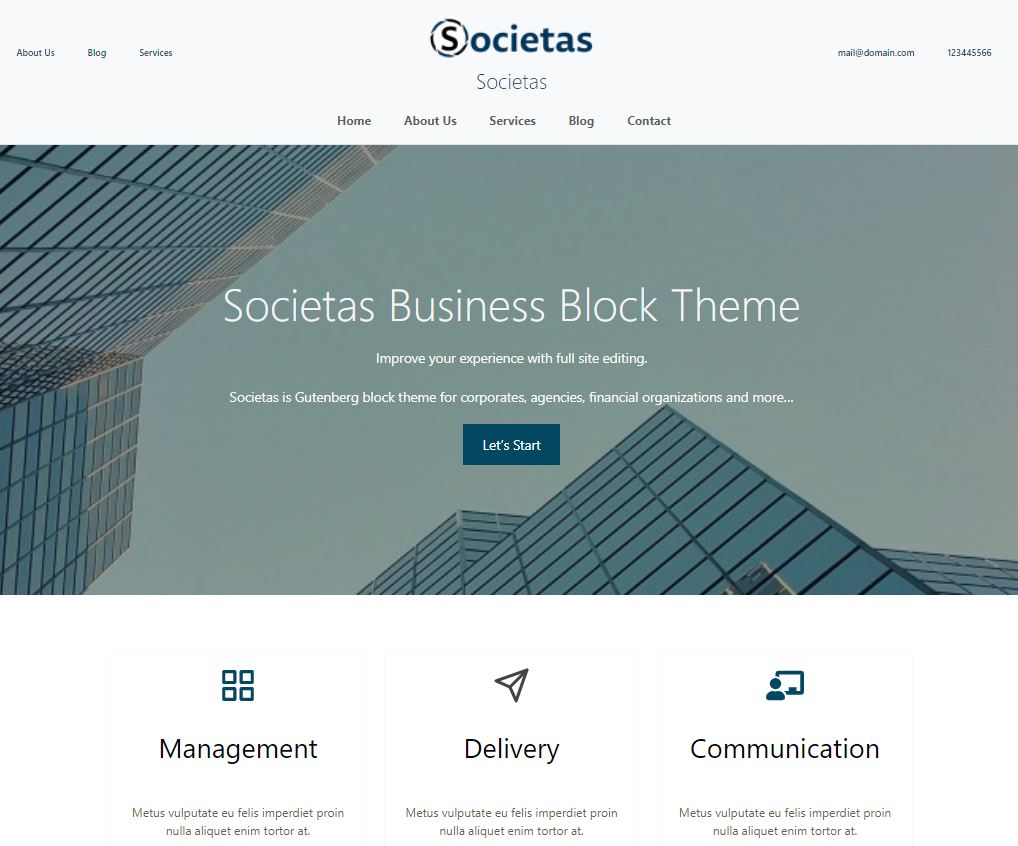 Societas
About Us Blog Services
mail@domain.com 123445566
Societas
Home About Us Services Blog Contact
Societas Business Block Theme
Improve your experience with full site editing.
Societas is Gutenberg block theme for corporates, agencies, financial organizations and more...
Let’s Start
Management
Metus vulputate eu felis imperdiet proin
nulla aliquet enim tortor at.
Delivery
Metus vulputate eu felis imperdiet proin
nulla aliquet enim tortor at.
Communication
Metus vulputate eu felis imperdiet proin
nulla aliquet enim tortor at.